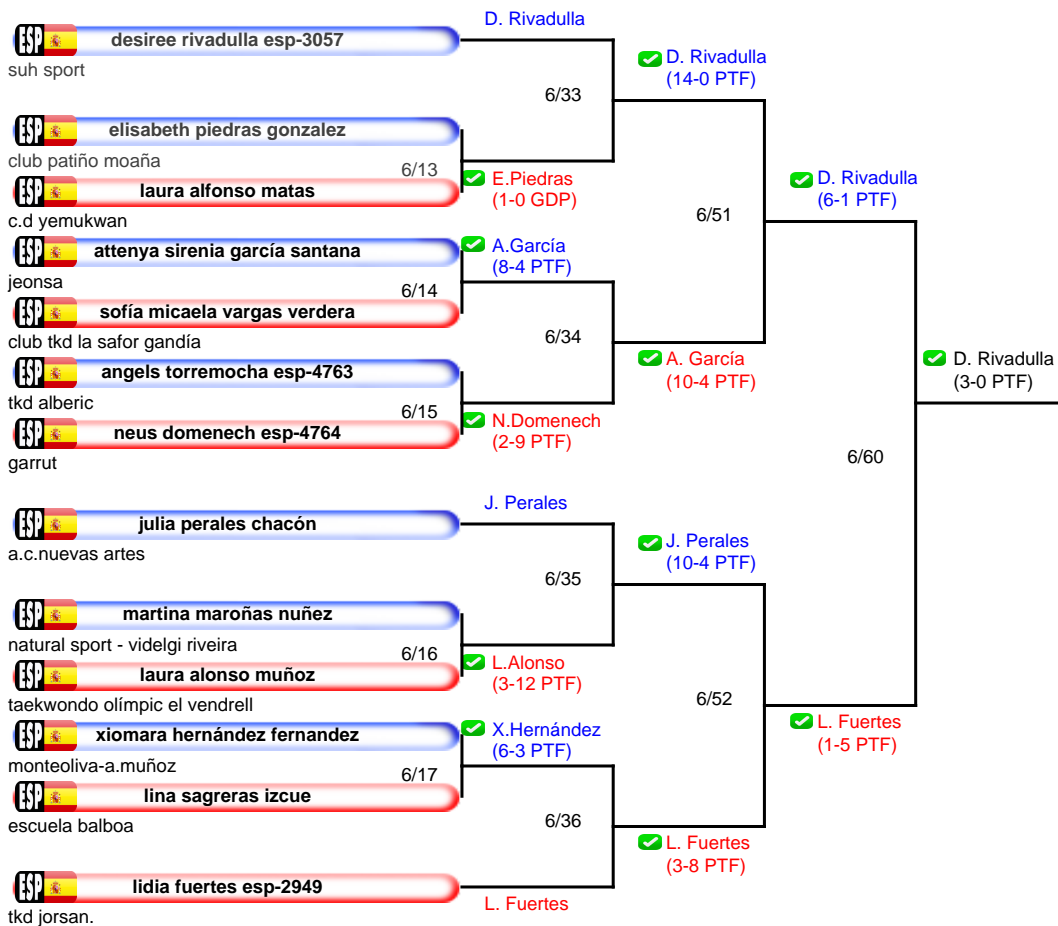 D. Rivadulla
ESP desiree rivadulla esp-3057
suh sport
D. Rivadulla
(14-0 PTF)
6/33
ESP elisabeth piedras gonzalez
club patiño moaña
6/13
E.Piedras
(1-0 GDP)
ESP laura alfonso matas
c.d yemukwan
D. Rivadulla
(6-1 PTF)
6/51
ESP attenya sirenia garcía santana
jeonsa
A.García
(8-4 PTF)
6/14
ESP sofía micaela vargas verdera
club tkd la safor gandía
6/34
A. García
(10-4 PTF)
D. Rivadulla
(3-0 PTF)
ESP angels torremocha esp-4763
tkd alberic
6/15
N.Domenech
(2-9 PTF)
ESP neus domenech esp-4764
garrut
6/60
J. Perales
ESP julia perales chacón
a.c.nuevas artes
J. Perales
(10-4 PTF)
6/35
ESP martina maroñas nuñez
natural sport - videlgi riveira
6/16
L.Alonso
(3-12 PTF)
ESP laura alonso muñoz
taekwondo olímpic el vendrell
6/52
L. Fuertes
(1-5 PTF)
ESP xiomara hernández fernandez
monteoliva-a.muñoz
X.Hernández
(6-3 PTF)
6/17
ESP lina sagreras izcue
escuela balboa
6/36
L. Fuertes
(3-8 PTF)
ESP lidia fuertes esp-2949
tkd jorsan.
L. Fuertes